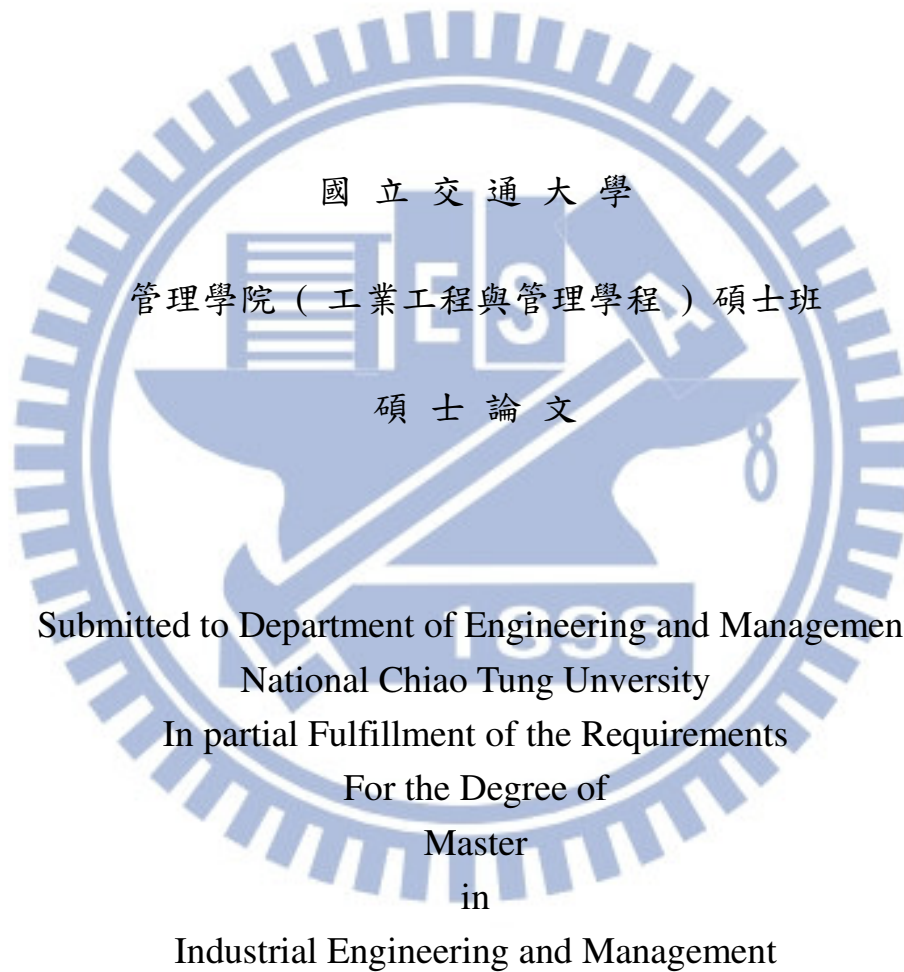 國 立 交 通 大 學
管理學院 ( 工業工程與管理學程 ) 碩士班
碩 士 論 文
E S A
1896
Submitted to Department of Engineering and Managemen
National Chiao Tung Unversity
In partial Fulfillment of the Requirements
For the Degree of
Master
in
Industrial Engineering and Management